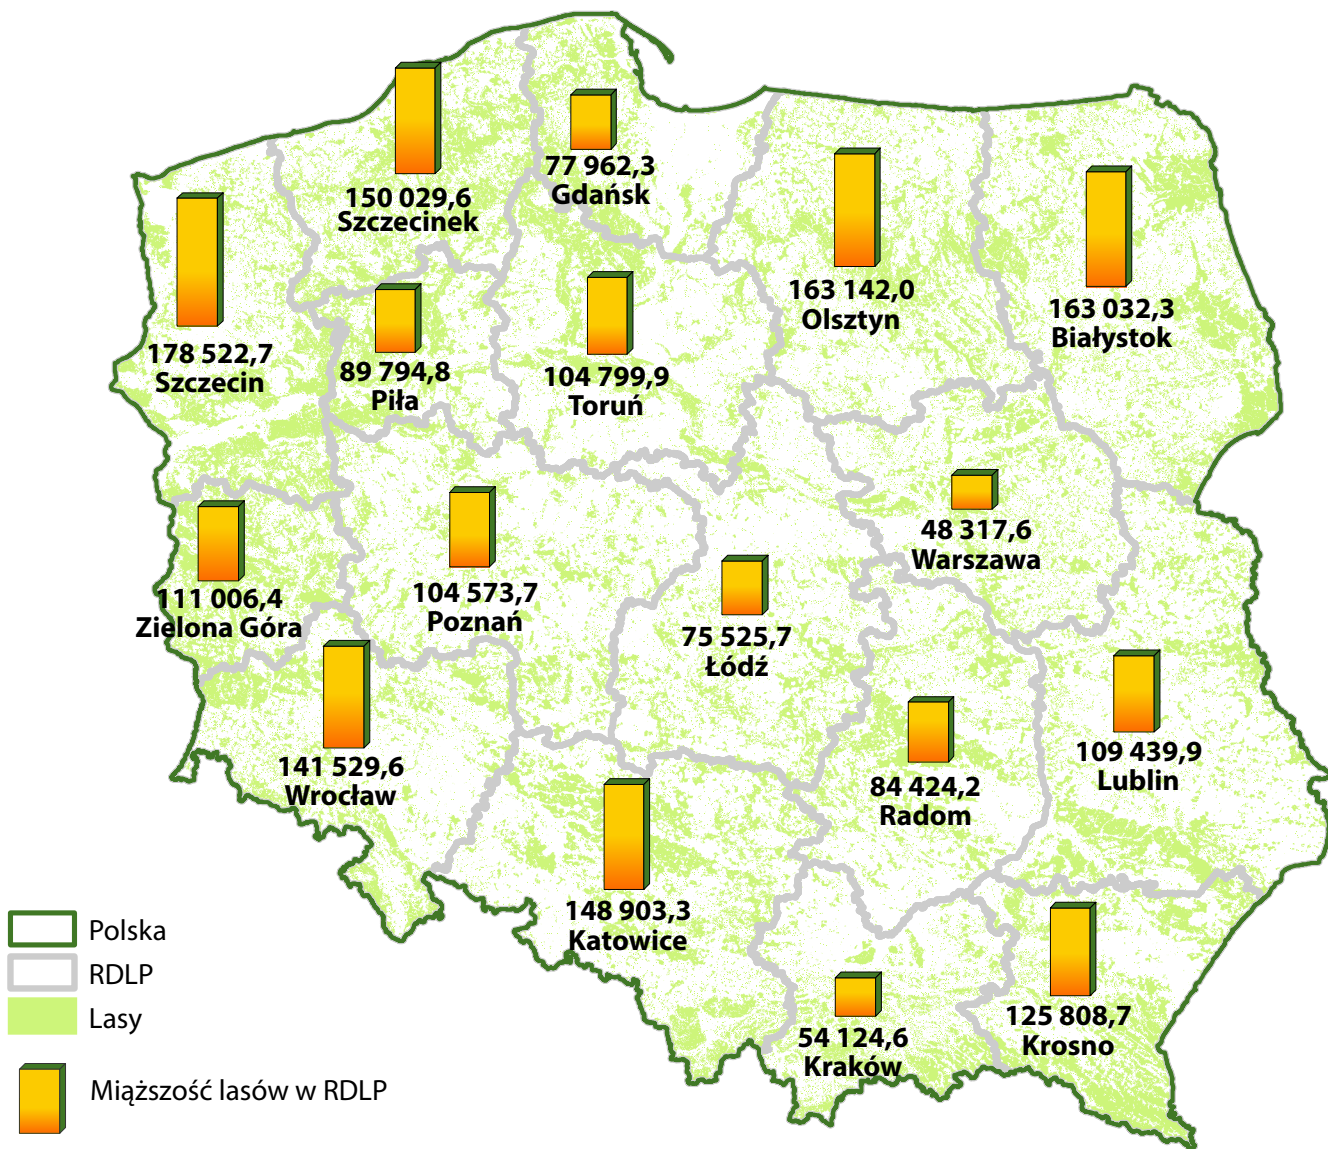 77 962,3
Gdańsk
150 029,6
Szczecinek
163 142,0
Olsztyn
163 032,3
Białystok
178 522,7
Szczecin
89 794,8
Piła
104 799,9
Toruń
48 317,6
Warszawa
111 006,4
Zielona Góra
104 573,7
Poznań
75 525,7
Łódź
109 439,9
Lublin
141 529,6
Wrocław
84 424,2
Radom
148 903,3
Katowice
125 808,7
Krosno
54 124,6
Kraków
Polska
RDLP
Lasy
Miąższość lasów w RDLP